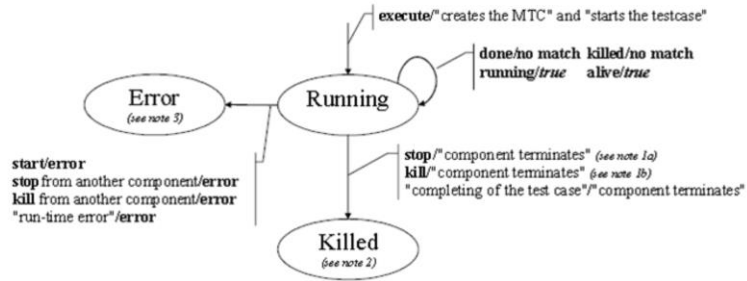 execute/"creates the MTC" and "starts the testcase"
done/no match killed/no match
running/true alive/true
Error
(see note 3)
Running
start/error
stop from another component/error
kill from another component/error
"run-time error"/error
stop/"component terminates" (see note 1a)
kill/"component terminates" (see note 1b)
"completing of the test case"/"component terminates"
Killed
(see note 2)